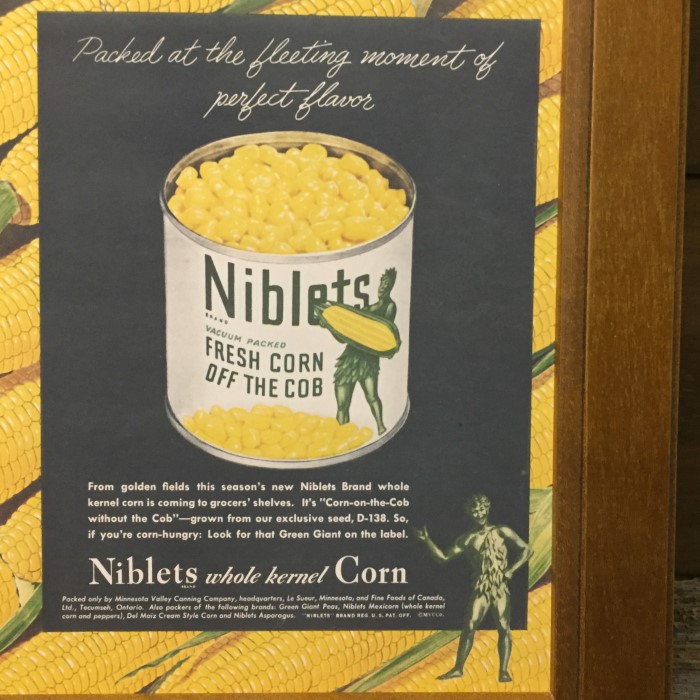 Packed at the fleeting moment of
perfect flavor
Niblets
BRAND
VACUUM PACKED
FRESH CORN
OFF THE COB
From golden fields this season's new Niblets Brand whole
kernel corn is coming to grocers' shelves. It's "Corn-on-the-Cob
without the Cob"—grown from our exclusive seed, D-138. So,
if you're corn-hungry: Look for that Green Giant on the label.
Niblets whole kernel Corn
BRAND
Packed only by Minnesota Valley Canning Company, headquarters, Le Sueur, Minnesota; and Fine Foods of Canada,
Ltd., Tecumseh, Ontario. Also packers of the following brands: Green Giant Peas, Niblets Mexicorn (whole kernel
corn and peppers), Del Maiz Cream Style Corn and Niblets Asparagus. "NIBLETS" BRAND REG. U. S. PAT. OFF.